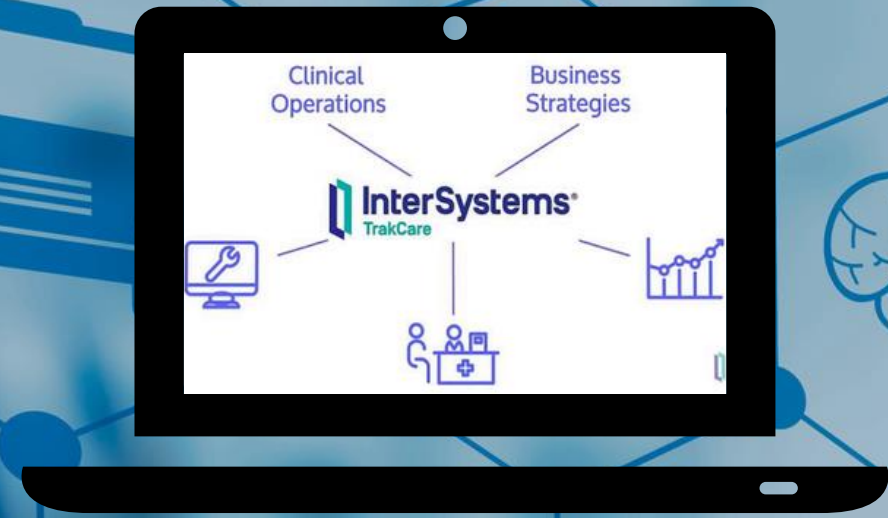 Clinical
Operations
Business
Strategies
InterSystems®
TrakCare